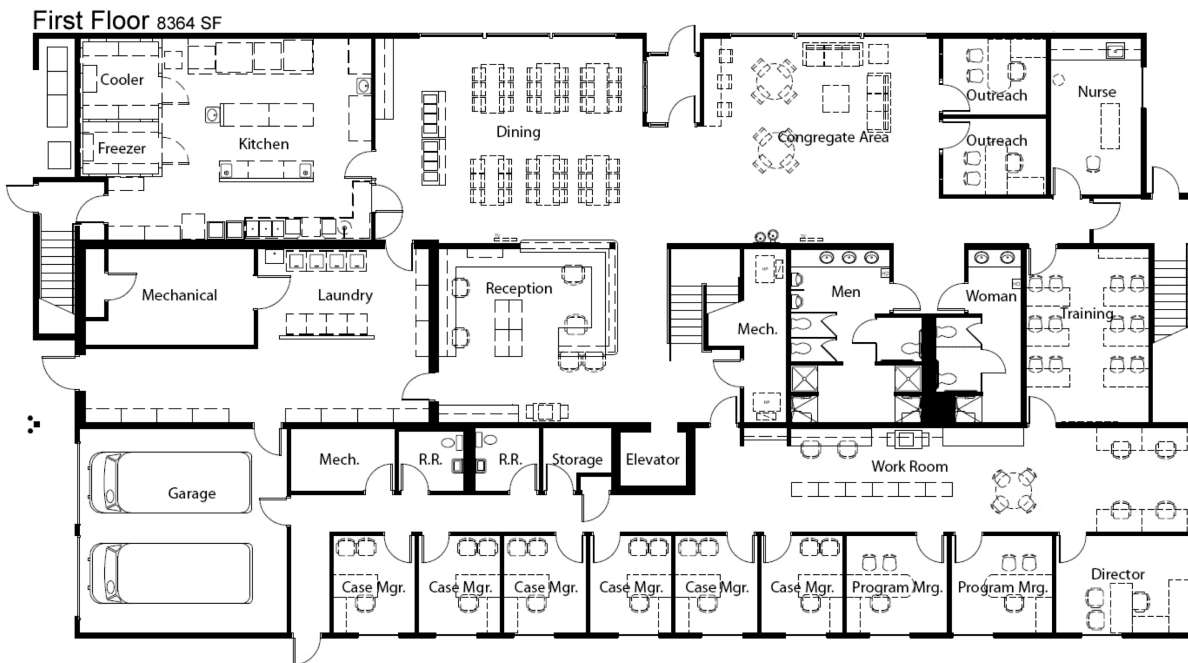 First Floor 8364 SF
Cooler
Freezer
Kitchen
Dining
Congregate Area
Outreach
Outreach
Nurse
Mechanical
Laundry
Reception
Mech.
Men
Woman
Training
Mech.
R.R.
R.R.
Storage
Elevator
Work Room
Garage
Case Mgr.
Case Mgr.
Case Mgr.
Case Mgr.
Case Mgr.
Case Mgr.
Program Mrg.
Program Mrg.
Director